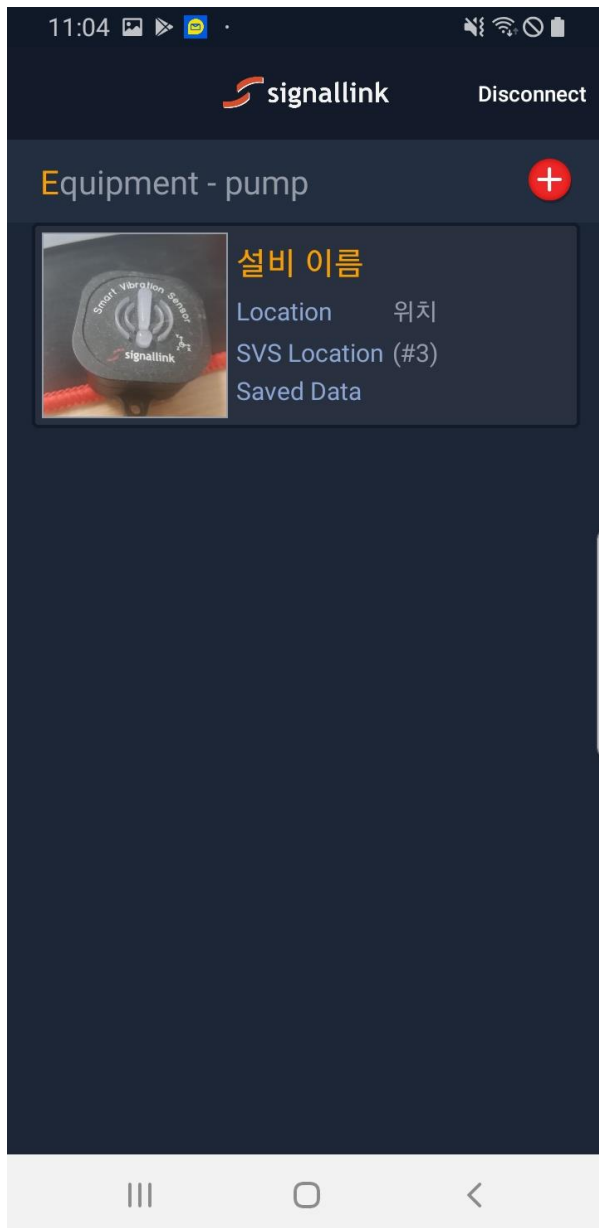 11:04
signallink
Disconnect
Equipment - pump
설비 이름
Location 위치
SVS Location (#3)
Saved Data
Smart Vibration Sensor
signallink